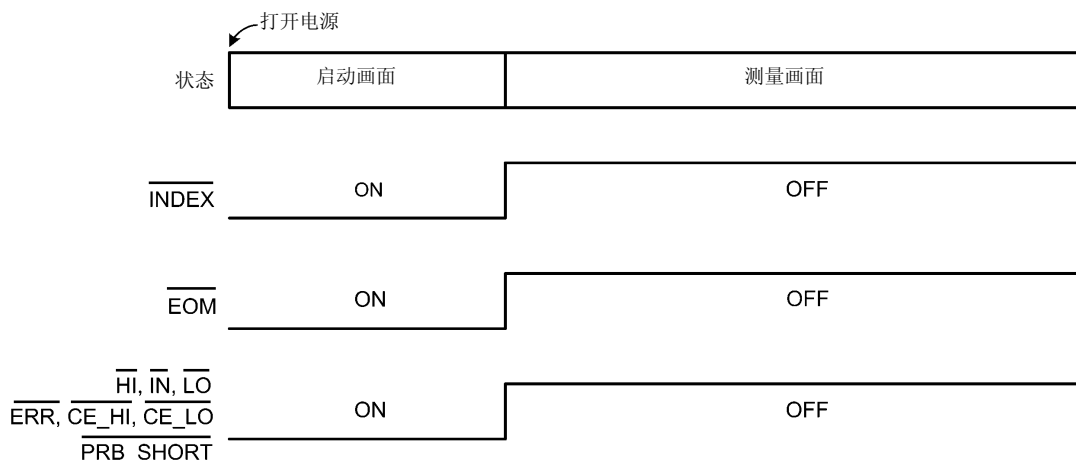 打开电源
状态 启动画面 测量画面
INDEX ON OFF
EOM ON OFF
HI, IN, LO
ERR, CE_HI, CE_LO ON OFF
PRB_SHORT